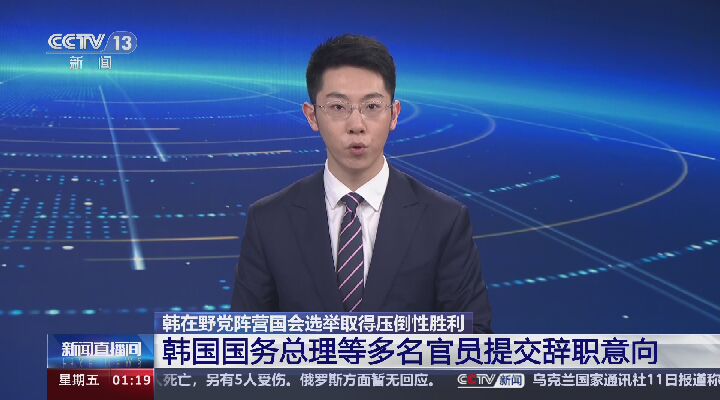 CCTV 13
新闻
韩在野党阵营国会选举取得压倒性胜利
新闻直播间
韩国国务总理等多名官员提交辞职意向
星期五 01:19 人死亡，另有5人受伤。俄罗斯方面暂无回应。 CCTV 新闻 乌克兰国家通讯社11日报道称